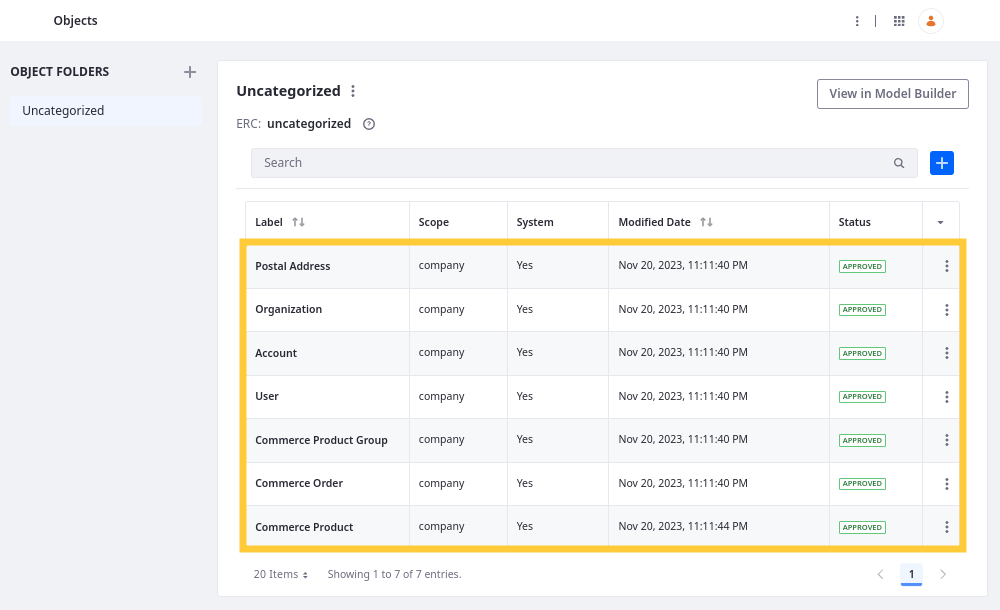 Objects
OBJECT FOLDERS
Uncategorized
Uncategorized
View in Model Builder
ERC: uncategorized
Search
Label Scope System Modified Date Status
Postal Address company Yes Nov 20, 2023, 11:11:40 PM APPROVED
Organization company Yes Nov 20, 2023, 11:11:40 PM APPROVED
Account company Yes Nov 20, 2023, 11:11:40 PM APPROVED
User company Yes Nov 20, 2023, 11:11:40 PM APPROVED
Commerce Product Group company Yes Nov 20, 2023, 11:11:40 PM APPROVED
Commerce Order company Yes Nov 20, 2023, 11:11:40 PM APPROVED
Commerce Product company Yes Nov 20, 2023, 11:11:44 PM APPROVED
20 Items Showing 1 to 7 of 7 entries. 1